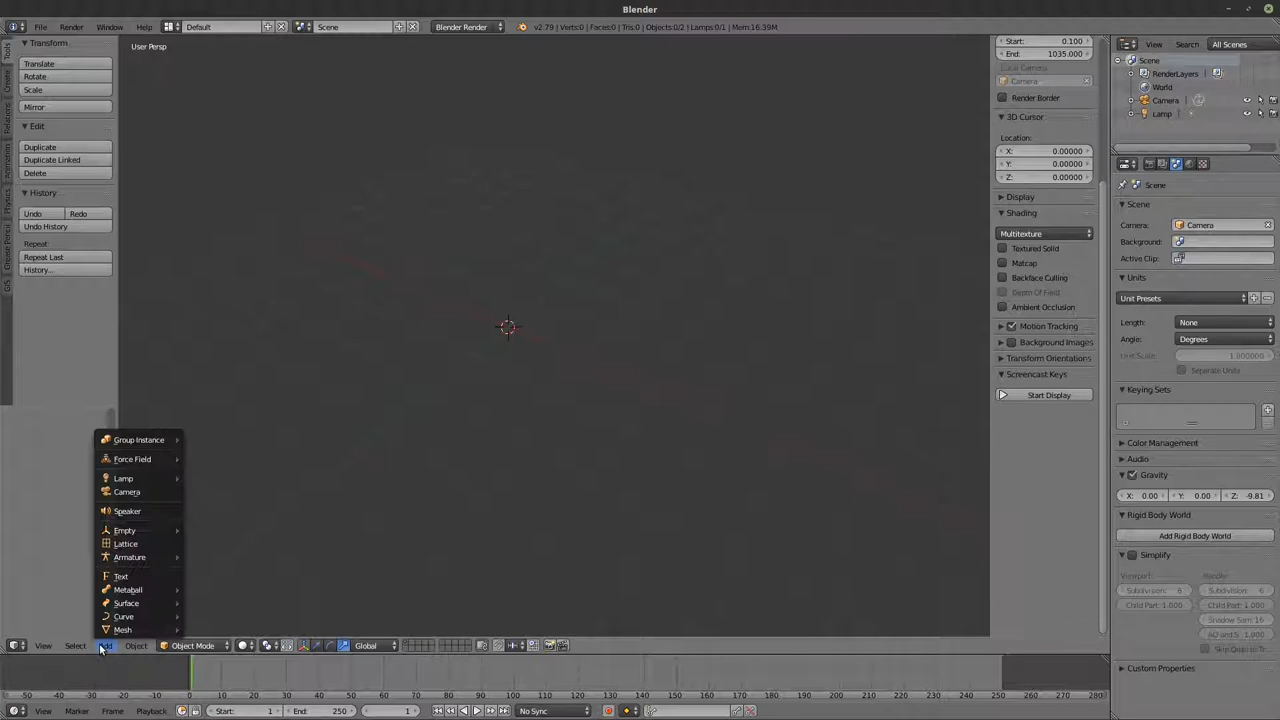 Blender
File Render Window Help Default Scene Blender Render v2.79 | Verts:0 | Faces:0 | Tris:0 | Objects:0/2 | Lamps:0/1 | Mem:16.39M
Tools
Create
Relations
Animation
Physics
Grease Pencil
GIS
Transform
Translate
Rotate
Scale
Mirror
Edit
Duplicate
Duplicate Linked
Delete
History
Undo Redo
Undo History
Repeat:
Repeat Last
History...
User Persp
Group Instance
Force Field
Lamp
Camera
Speaker
Empty
Lattice
Armature
Text
Metaball
Surface
Curve
Mesh
Start: 0.100
End: 1035.000
Local Camera:
Camera
Render Border
3D Cursor
Location:
X: 0.00000
Y: 0.00000
Z: 0.00000
Display
Shading
Multitexture
Textured Solid
Matcap
Backface Culling
Depth Of Field
Ambient Occlusion
Motion Tracking
Background Images
Transform Orientations
Screencast Keys
Start Display
View Search All Scenes
Scene
RenderLayers
World
Camera
Lamp
Scene
Scene
Camera: Camera
Background:
Active Clip:
Units
Unit Presets
Length: None
Angle: Degrees
Unit Scale: 1.000000
Separate Units
Keying Sets
Color Management
Audio
Gravity
X: 0.00 Y: 0.00 Z: -9.81
Rigid Body World
Add Rigid Body World
Simplify
Viewport: Render:
Subdivision: 6 Subdivision: 6
Child Part: 1.000 Child Part: 1.000
Shadow Sam: 16
AO and S: 1.000
Custom Properties
View Select Add Object Object Mode Global
-50 -40 -30 -20 -10 0 10 20 30 40 50 60 70 80 90 100 110 120 130 140 150 160 170 180 190 200 210 220 230 240 250 260 270 280
View Marker Frame Playback Start: 1 End: 250 1 No Sync